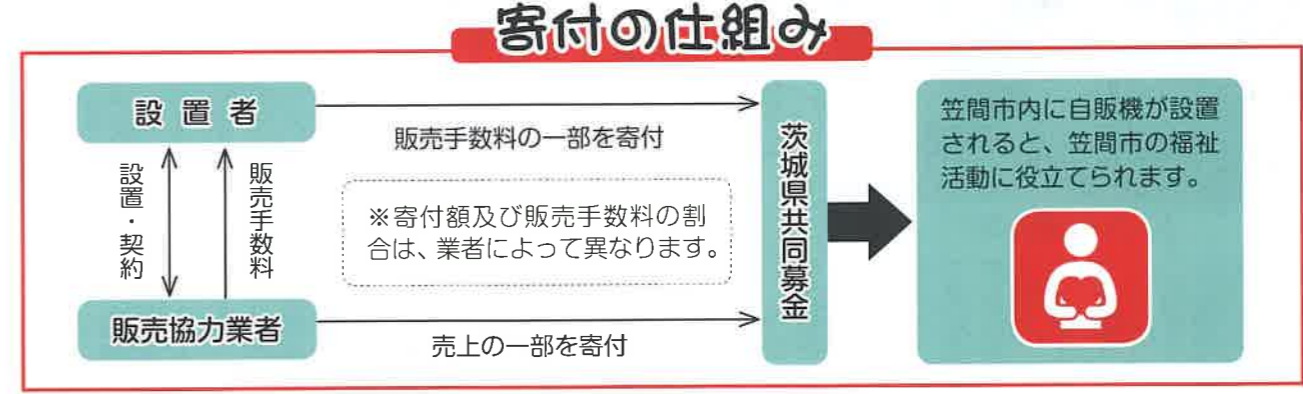 寄付の仕組み
設置者
販売手数料の一部を寄付
設置・契約
販売手数料
※寄付額及び販売手数料の割
合は、業者によって異なります。
販売協力業者
売上の一部を寄付
茨城県共同募金
笠間市内に自販機が設置
されると、笠間市の福祉
活動に役立てられます。